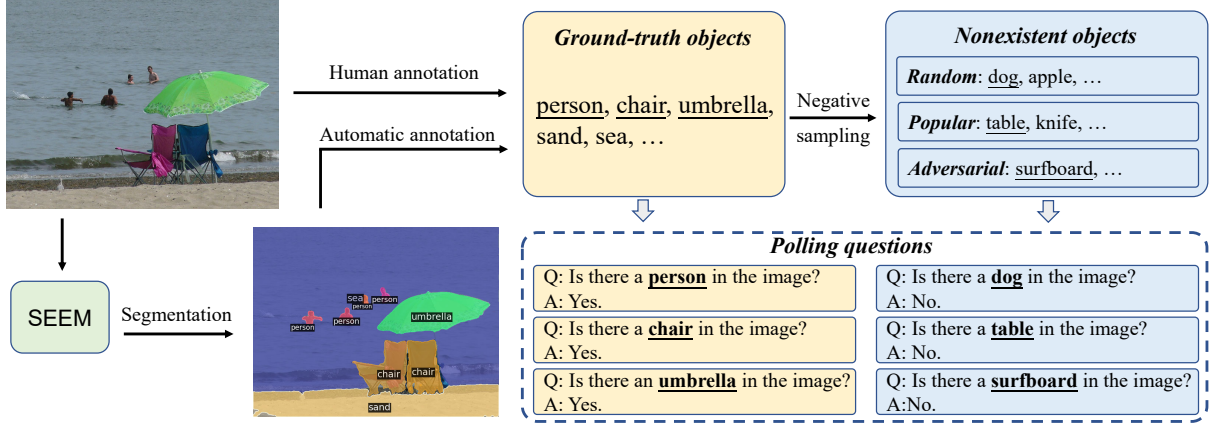 Human annotation
Automatic annotation
Ground-truth objects
person, chair, umbrella,
sand, sea, …
Negative
sampling
Nonexistent objects
Random: dog, apple, …
Popular: table, knife, …
Adversarial: surfboard, …
SEEM
Segmentation
sea
person
person
person
person
umbrella
chair
chair
sand
Polling questions
Q: Is there a person in the image?
A: Yes.
Q: Is there a chair in the image?
A: Yes.
Q: Is there an umbrella in the image?
A: Yes.
Q: Is there a dog in the image?
A: No.
Q: Is there a table in the image?
A: No.
Q: Is there a surfboard in the image?
A:No.